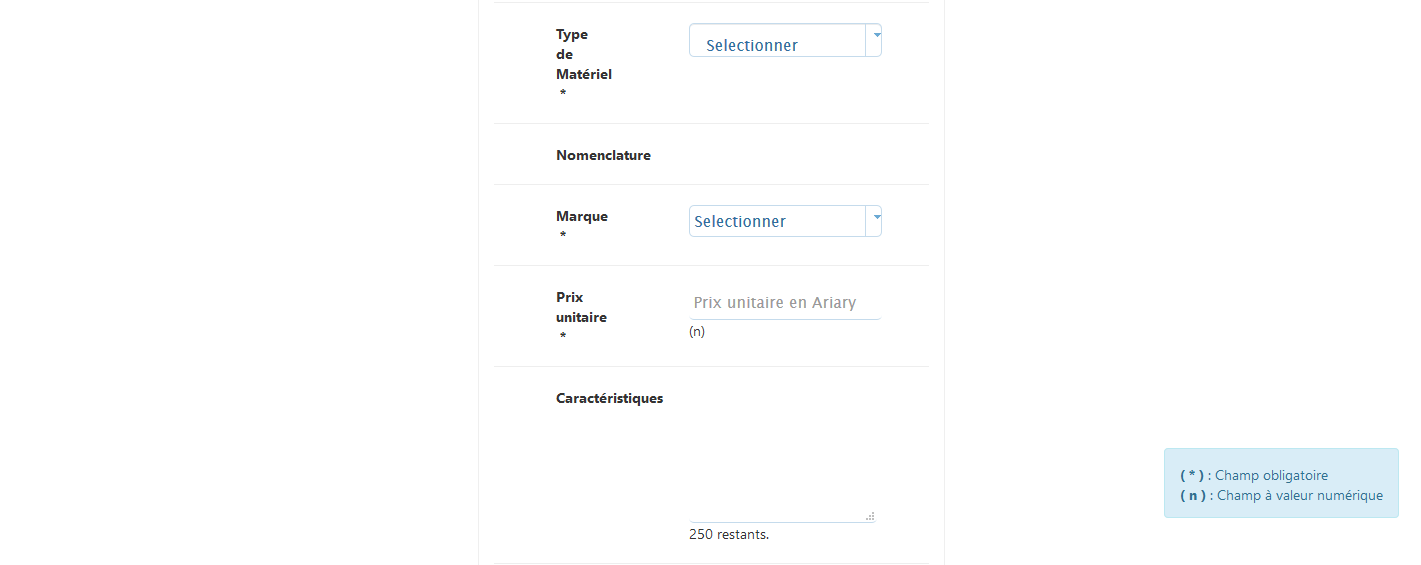 Type
de
Matériel
*
Selectionner
Nomenclature
Marque
*
Selectionner
Prix
unitaire
*
Prix unitaire en Ariary
(n)
Caractéristiques
250 restants.
( * ) : Champ obligatoire
( n ) : Champ à valeur numérique